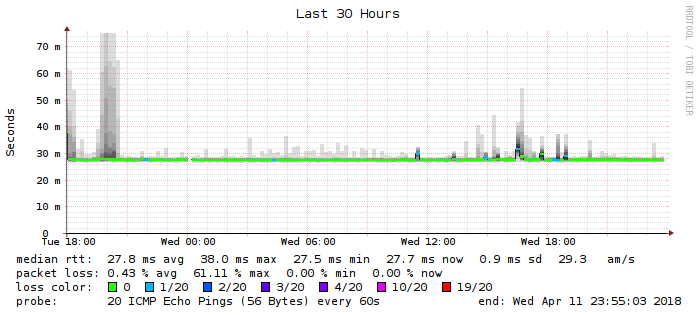 Last 30 Hours
RRDTOOL / TOBI OETIKER
Seconds
70 m
60 m
50 m
40 m
30 m
20 m
10 m
0
Tue 18:00 Wed 00:00 Wed 06:00 Wed 12:00 Wed 18:00
median rtt: 27.8 ms avg 38.0 ms max 27.5 ms min 27.7 ms now 0.9 ms sd 29.3 am/s
packet loss: 0.43 % avg 61.11 % max 0.00 % min 0.00 % now
loss color: 0 1/20 2/20 3/20 4/20 10/20 19/20
probe: 20 ICMP Echo Pings (56 Bytes) every 60s end: Wed Apr 11 23:55:03 2018